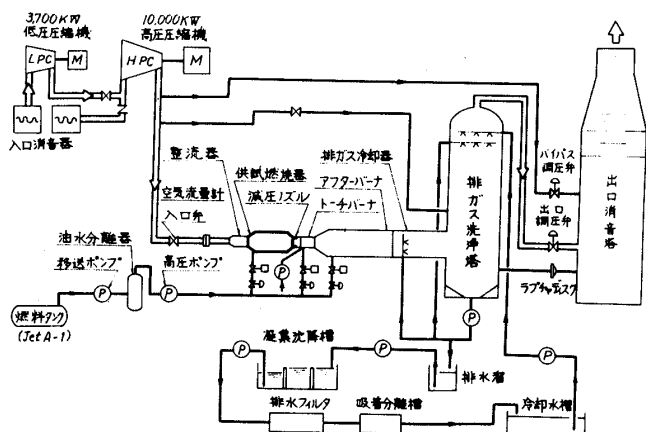 3,700KW
低圧圧縮機
10,000KW
高圧圧縮機
LPC
M
HPC
M
入口消音器
整流器
供試燃焼器
排ガス冷却器
空気流量計
減圧ノズル
アフターバーナ
入口弁
トーチバーナ
排ガス洗浄塔
バイパス
調圧弁
出口
調圧弁
出口消音塔
ラプチャディスク
油水分離器
移送ポンプ
高圧ポンプ
P
P
P
P
燃料タンク
(Jet A-1)
凝集沈降槽
P
P
P
排水溜
排水フィルタ
吸着分離槽
冷却水槽